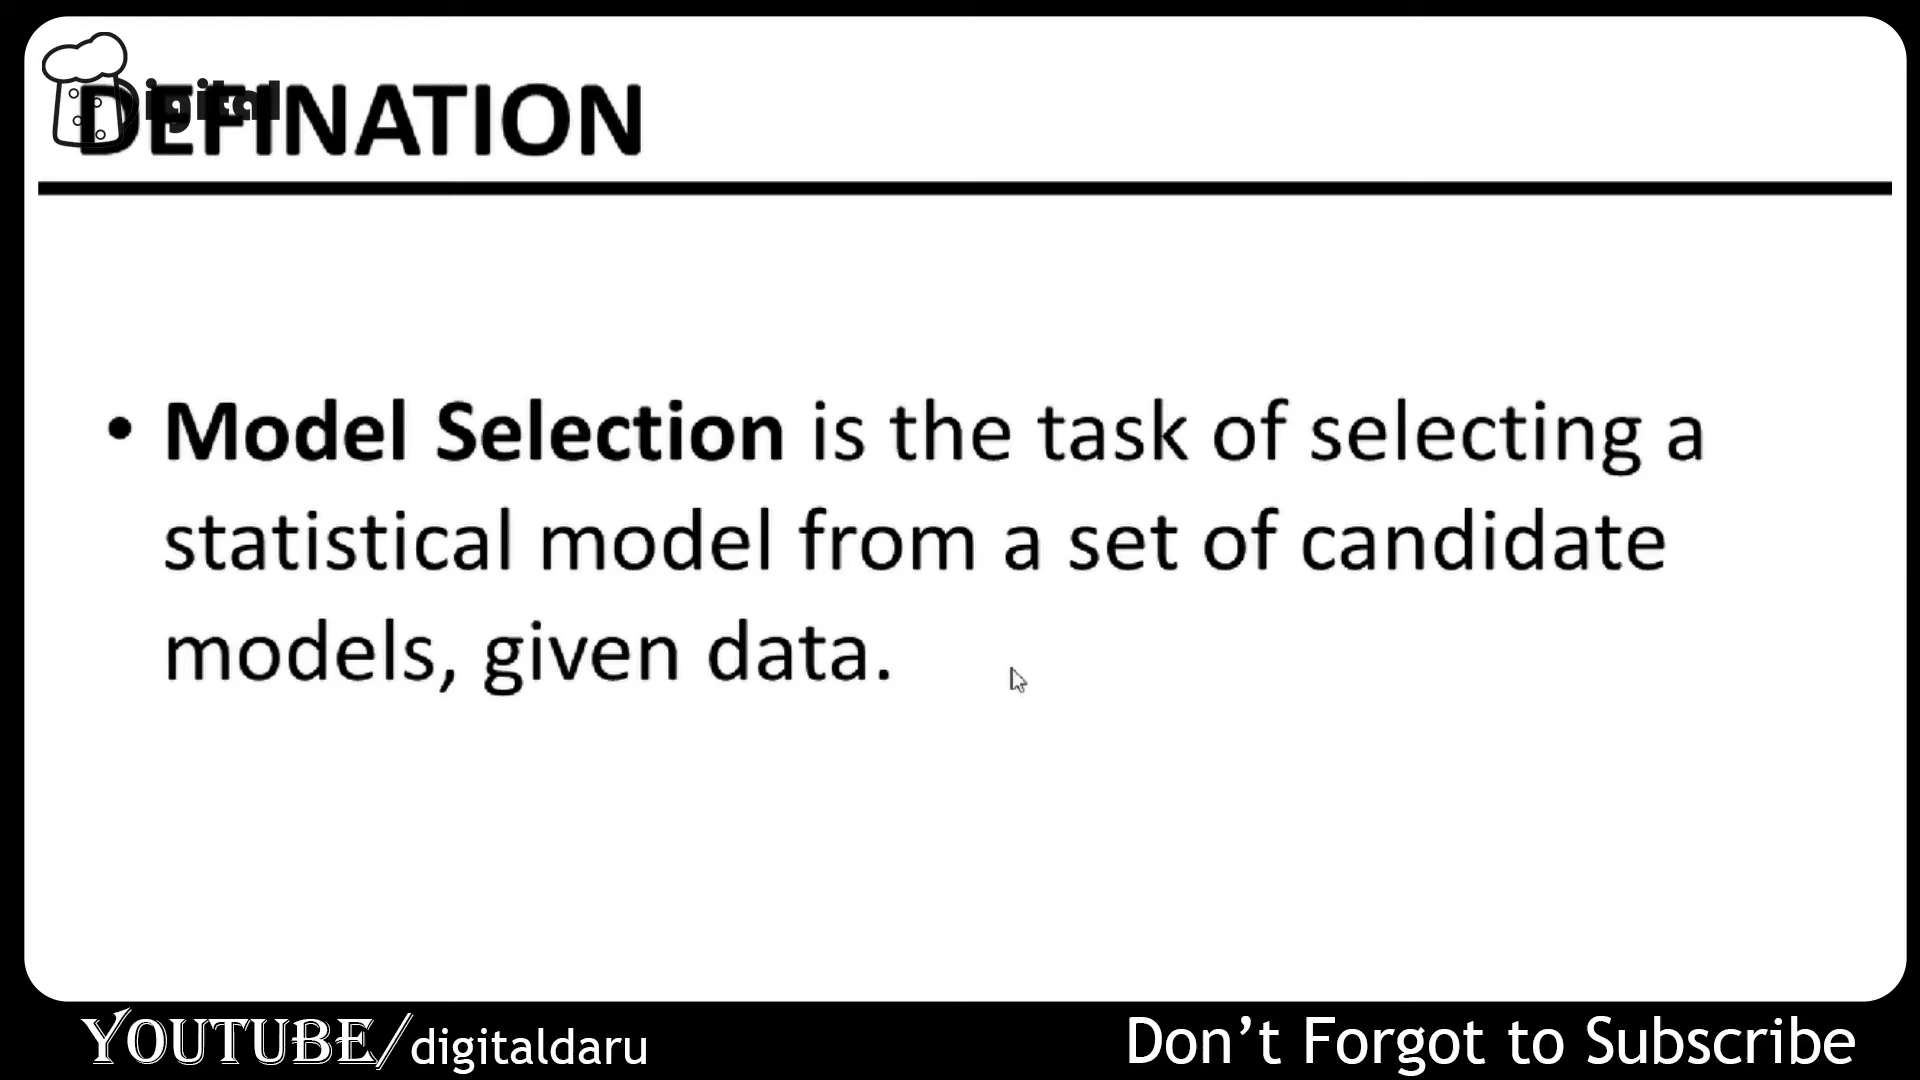 Digital
DEFINATION
• Model Selection is the task of selecting a
statistical model from a set of candidate
models, given data.
YOUTUBE/digitaldaru
Don’t Forgot to Subscribe